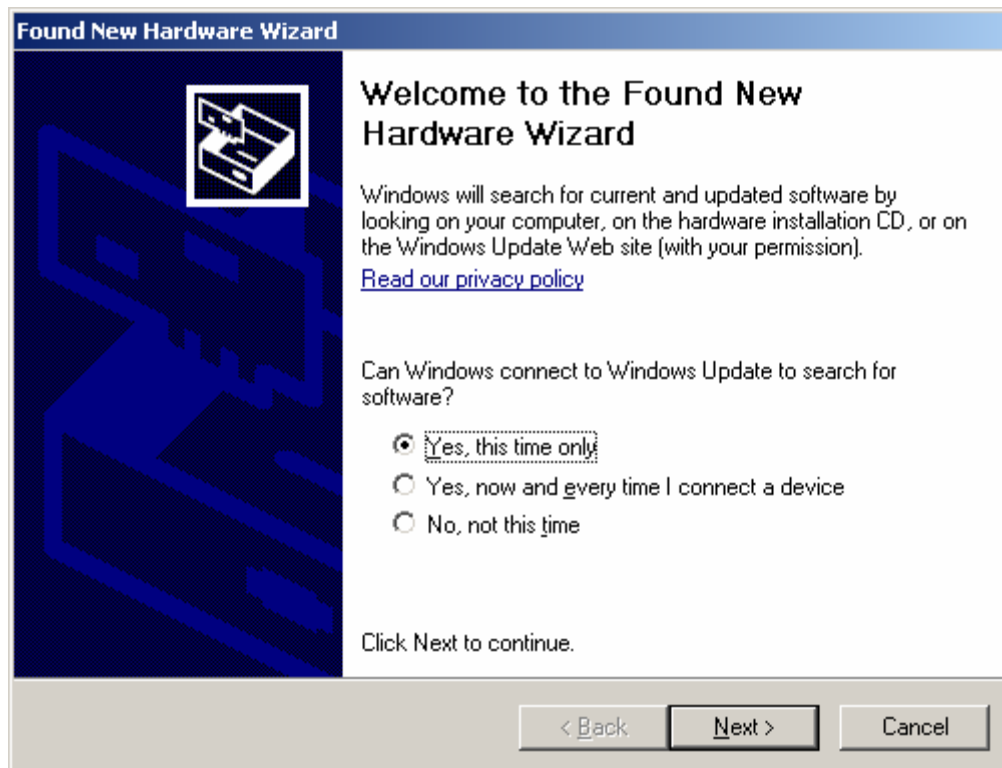 Found New Hardware Wizard
Welcome to the Found New
Hardware Wizard
Windows will search for current and updated software by
looking on your computer, on the hardware installation CD, or on
the Windows Update Web site (with your permission).
Read our privacy policy
Can Windows connect to Windows Update to search for
software?
Yes, this time only
Yes, now and every time I connect a device
No, not this time
Click Next to continue.
< Back
Next >
Cancel